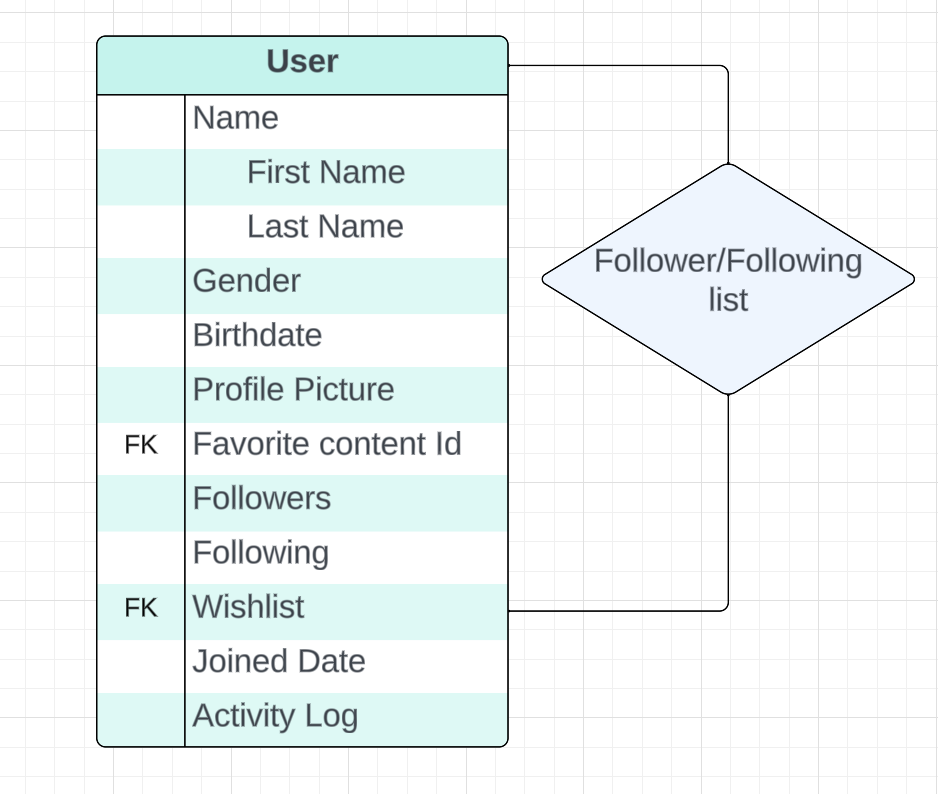 User
Name
First Name
Last Name
Gender
Birthdate
Profile Picture
FK Favorite content Id
Followers
Following
FK Wishlist
Joined Date
Activity Log
Follower/Following
list